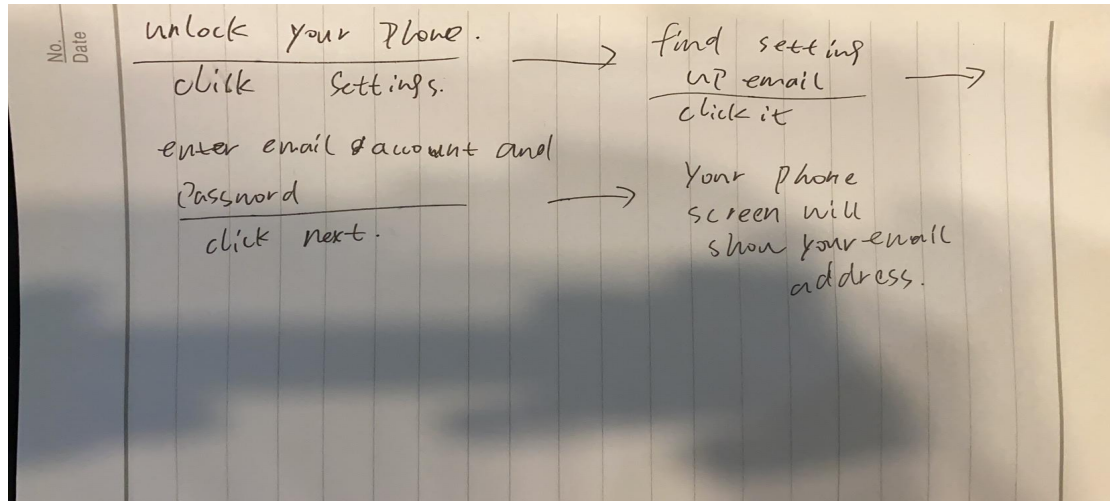 No.
Date
unlock your Phone.
click settings.
find setting
up email
click it
enter email & account and
Password
click next.
Your phone
screen will
show your email
address.